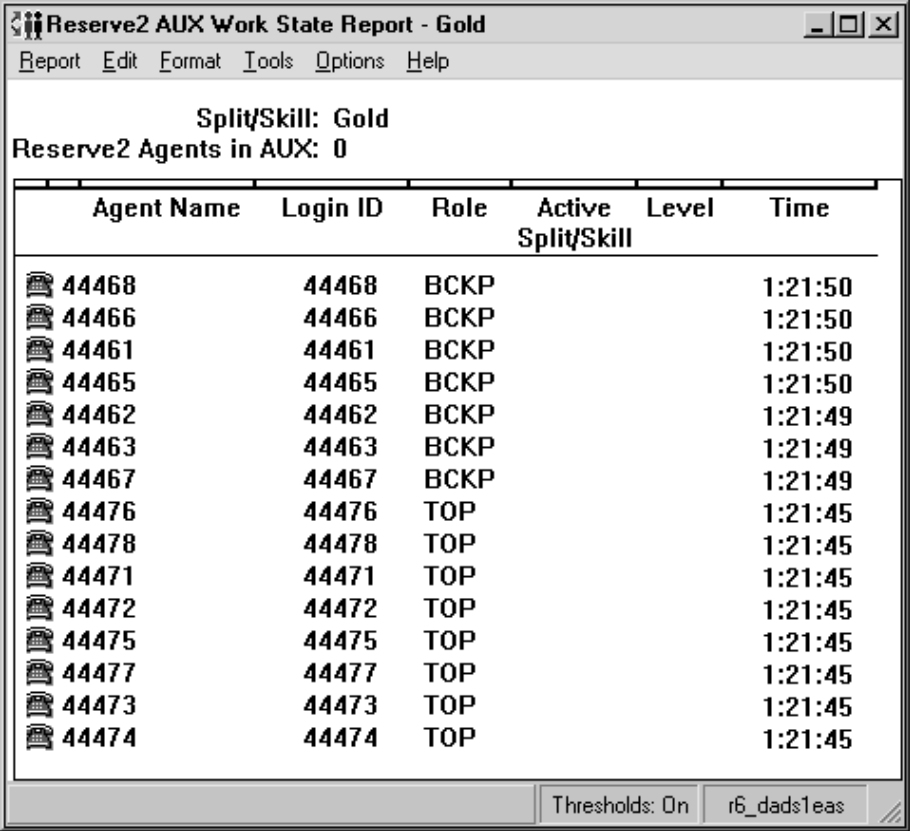 Reserve2 AUX Work State Report - Gold
Report Edit Format Tools Options Help
Split/Skill: Gold
Reserve2 Agents in AUX: 0
Agent Name Login ID Role Active Level Time
Split/Skill
44468 44468 BCKP 1:21:50
44466 44466 BCKP 1:21:50
44461 44461 BCKP 1:21:50
44465 44465 BCKP 1:21:50
44462 44462 BCKP 1:21:49
44463 44463 BCKP 1:21:49
44467 44467 BCKP 1:21:49
44476 44476 TOP 1:21:45
44478 44478 TOP 1:21:45
44471 44471 TOP 1:21:45
44472 44472 TOP 1:21:45
44475 44475 TOP 1:21:45
44477 44477 TOP 1:21:45
44473 44473 TOP 1:21:45
44474 44474 TOP 1:21:45
Thresholds: On r6_dads1eas